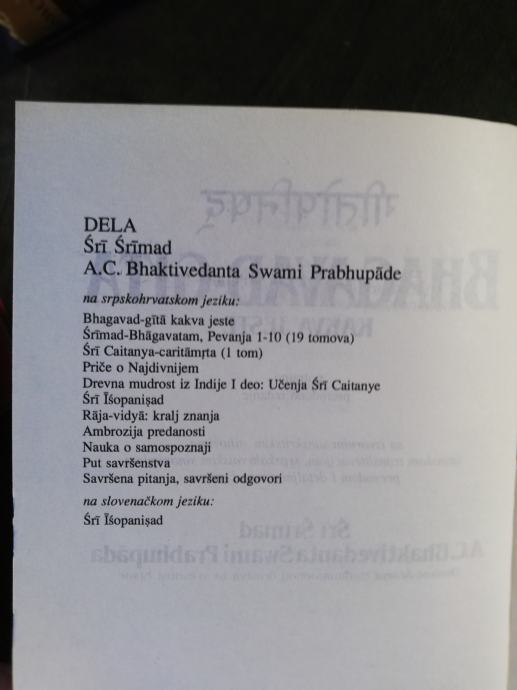 DELA
Śrī Śrīmad
A.C. Bhaktivedanta Swami Prabhupāde
na srpskohrvatskom jeziku:
Bhagavad-gītā kakva jeste
Śrīmad-Bhāgavatam, Pevanja 1-10 (19 tomova)
Śrī Caitanya-caritāmṛta (1 tom)
Priče o Najdivnijem
Drevna mudrost iz Indije I deo: Učenja Śrī Caitanye
Śrī Īśopaniṣad
Rāja-vidyā: kralj znanja
Ambrozija predanosti
Nauka o samospoznaji
Put savršenstva
Savršena pitanja, savršeni odgovori
na slovenačkom jeziku:
Śrī Īśopaniṣad